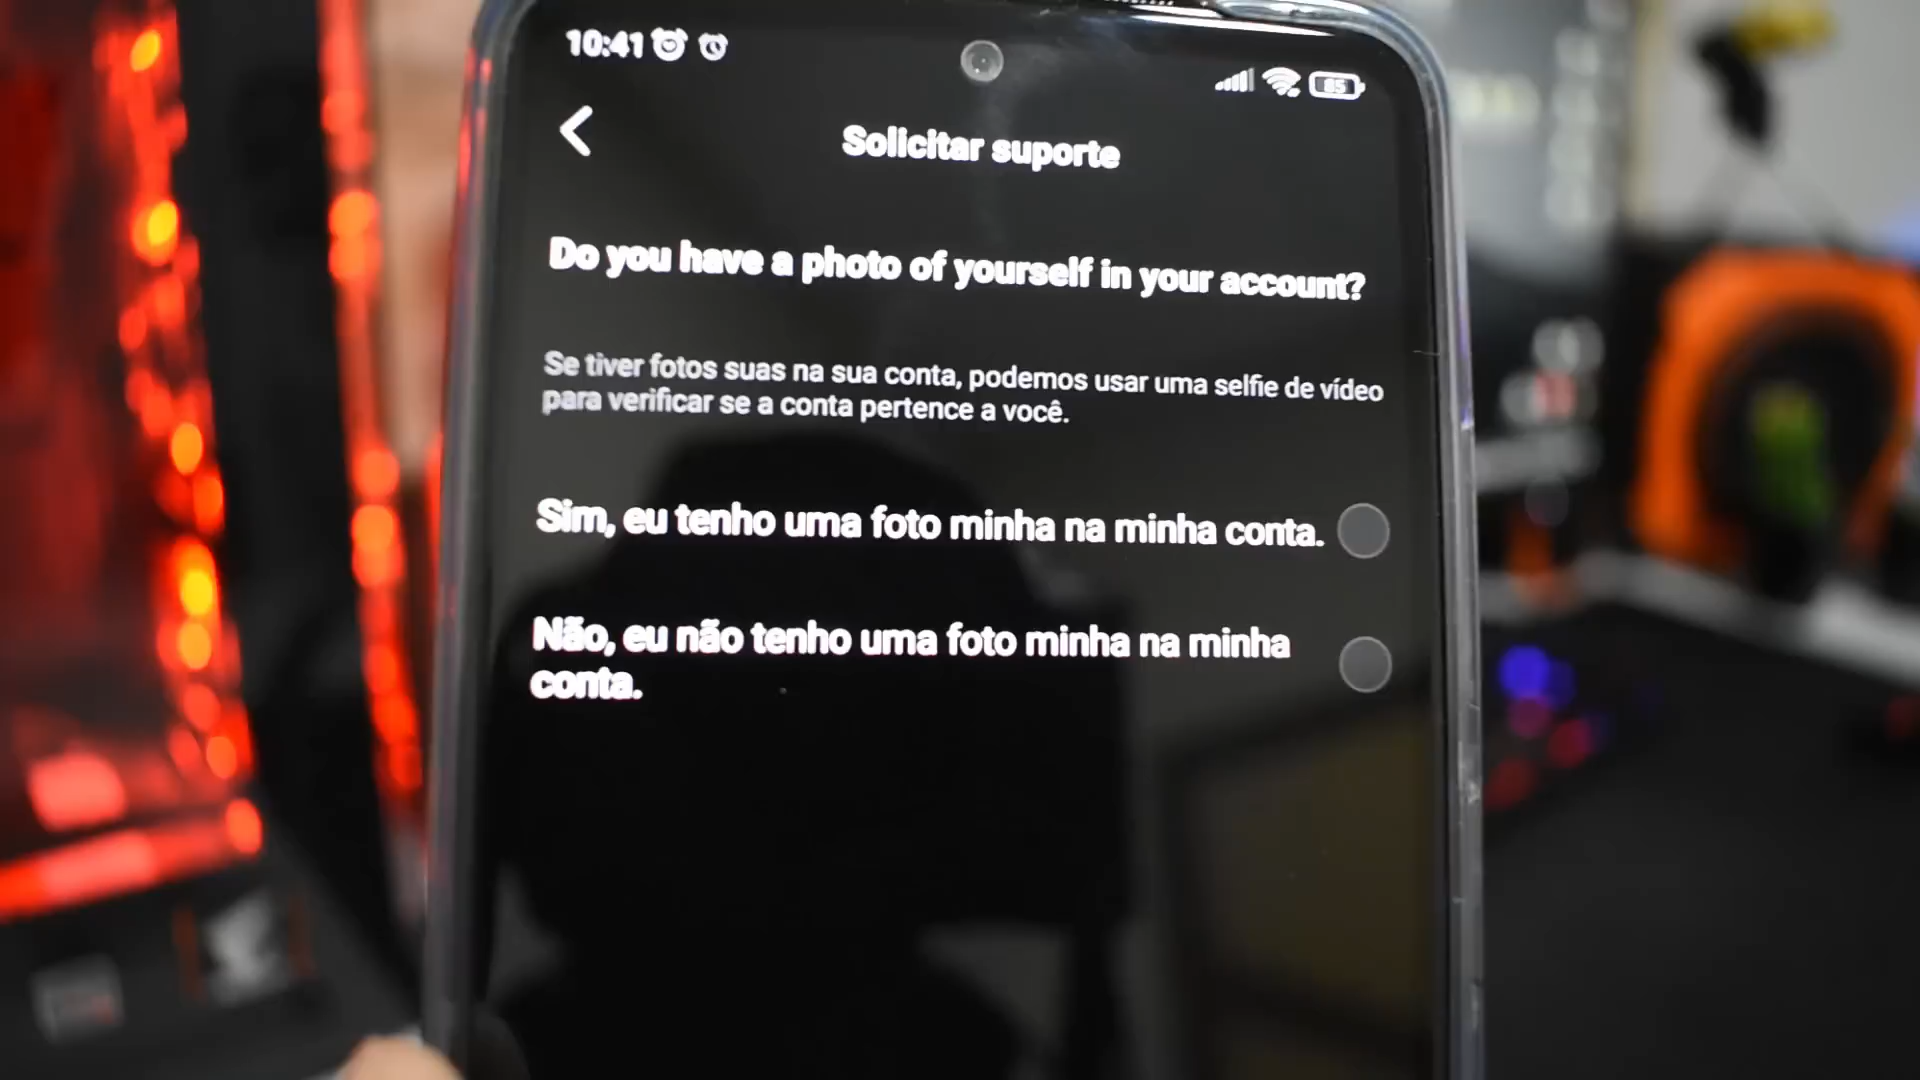 10:41
85
Solicitar suporte
Do you have a photo of yourself in your account?
Se tiver fotos suas na sua conta, podemos usar uma selfie de vídeo
para verificar se a conta pertence a você.
Sim, eu tenho uma foto minha na minha conta.
Não, eu não tenho uma foto minha na minha
conta.